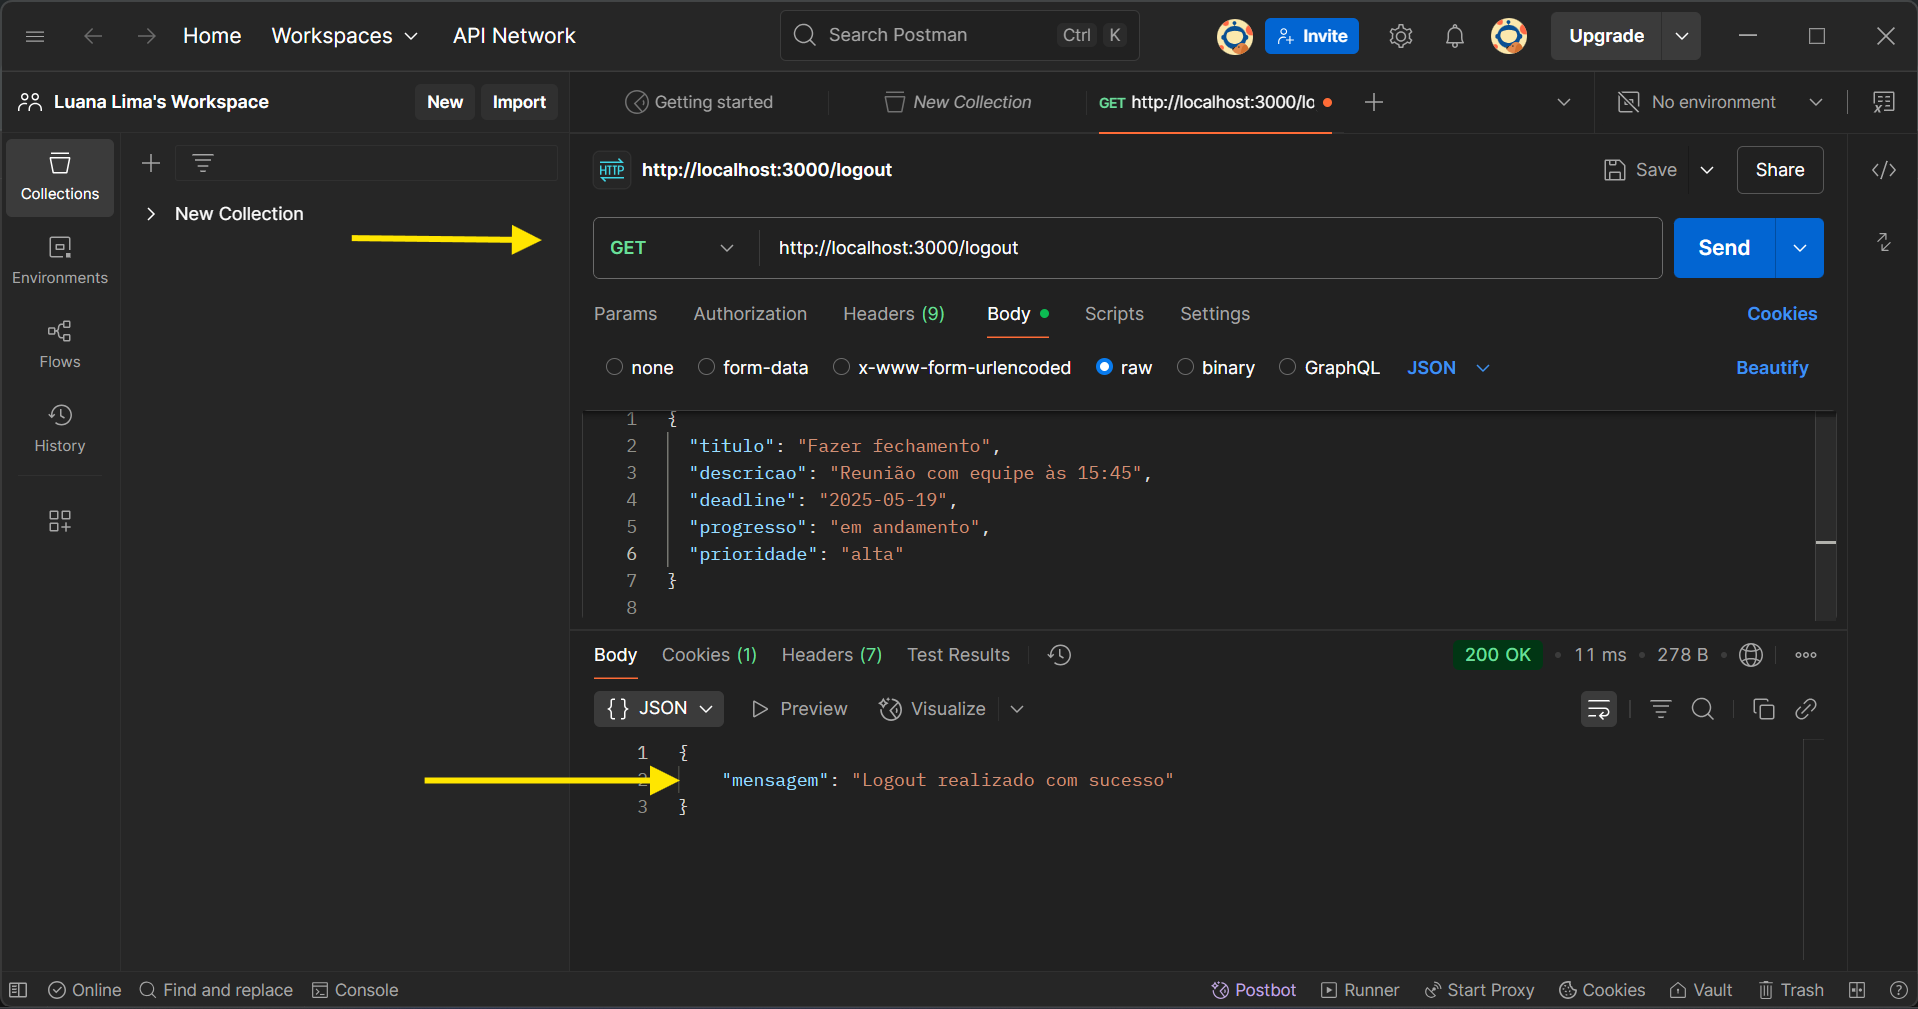 Home Workspaces API Network Search Postman Ctrl K Invite Upgrade
Luana Lima's Workspace New Import Getting started New Collection GET http://localhost:3000/lo + No environment
Collections
New Collection
Environments
Flows
History
HTTP http://localhost:3000/logout Save Share
GET http://localhost:3000/logout Send
Params Authorization Headers (9) Body Scripts Settings Cookies
none form-data x-www-form-urlencoded raw binary GraphQL JSON Beautify
1 {
2 "titulo": "Fazer fechamento",
3 "descricao": "Reunião com equipe às 15:45",
4 "deadline": "2025-05-19",
5 "progresso": "em andamento",
6 "prioridade": "alta"
7 }
8
Body Cookies (1) Headers (7) Test Results 200 OK • 11 ms • 278 B
{} JSON Preview Visualize
1 {
2 "mensagem": "Logout realizado com sucesso"
3 }
Online Find and replace Console Postbot Runner Start Proxy Cookies Vault Trash